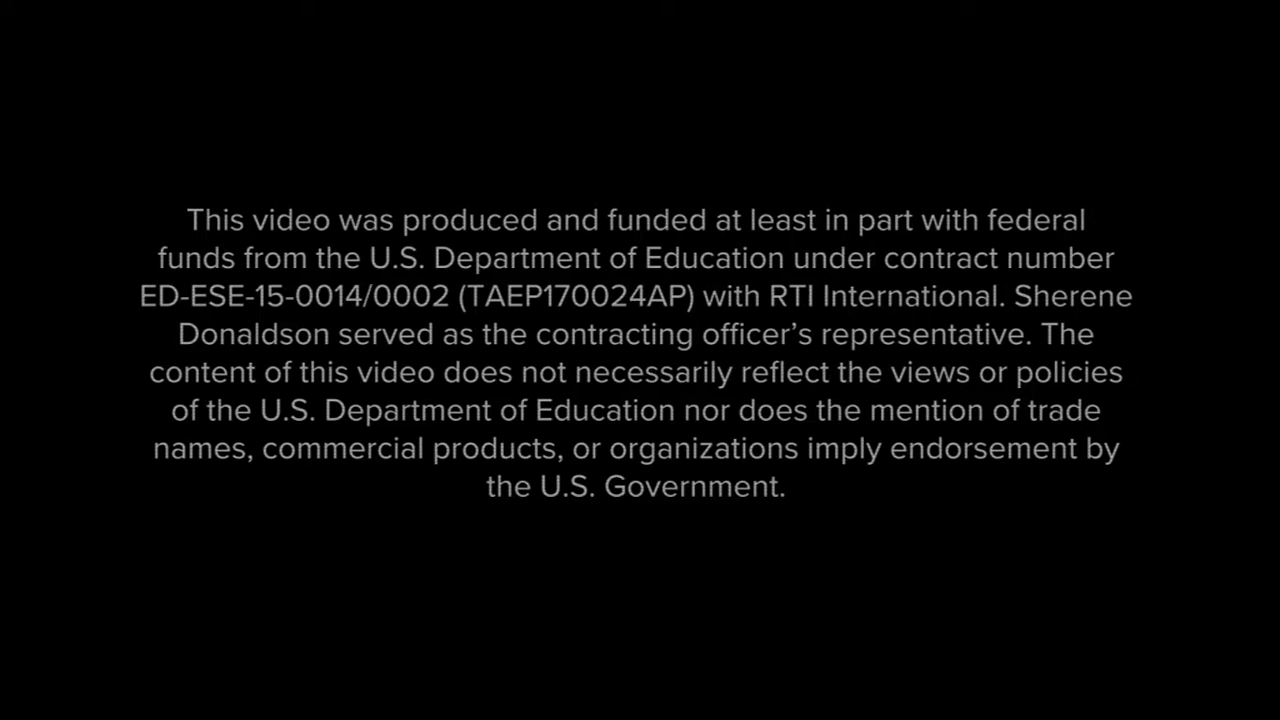 This video was produced and funded at least in part with federal
funds from the U.S. Department of Education under contract number
ED-ESE-15-0014/0002 (TAEP170024AP) with RTI International. Sherene
Donaldson served as the contracting officer’s representative. The
content of this video does not necessarily reflect the views or policies
of the U.S. Department of Education nor does the mention of trade
names, commercial products, or organizations imply endorsement by
the U.S. Government.